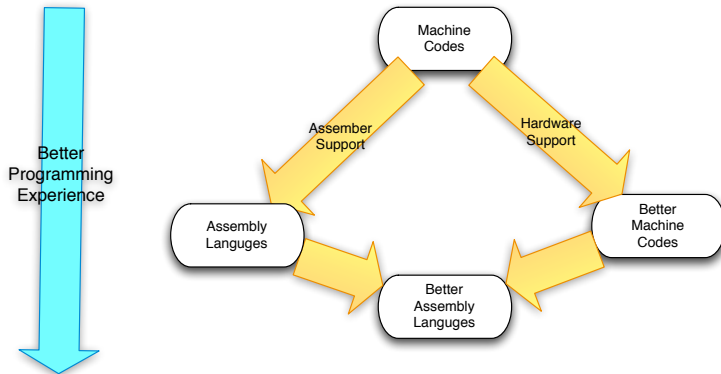 Machine
Codes
Assember
Support
Hardware
Support
Better
Programming
Experience
Assembly
Languges
Better
Machine
Codes
Better
Assembly
Languges